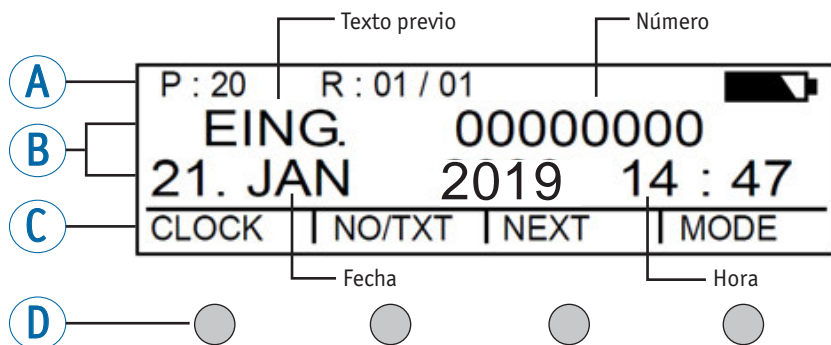 Texto previo Número
A P : 20 R : 01 / 01
B EING. 00000000
21. JAN 2019 14 : 47
C CLOCK NO/TXT NEXT MODE
Fecha Hora
D